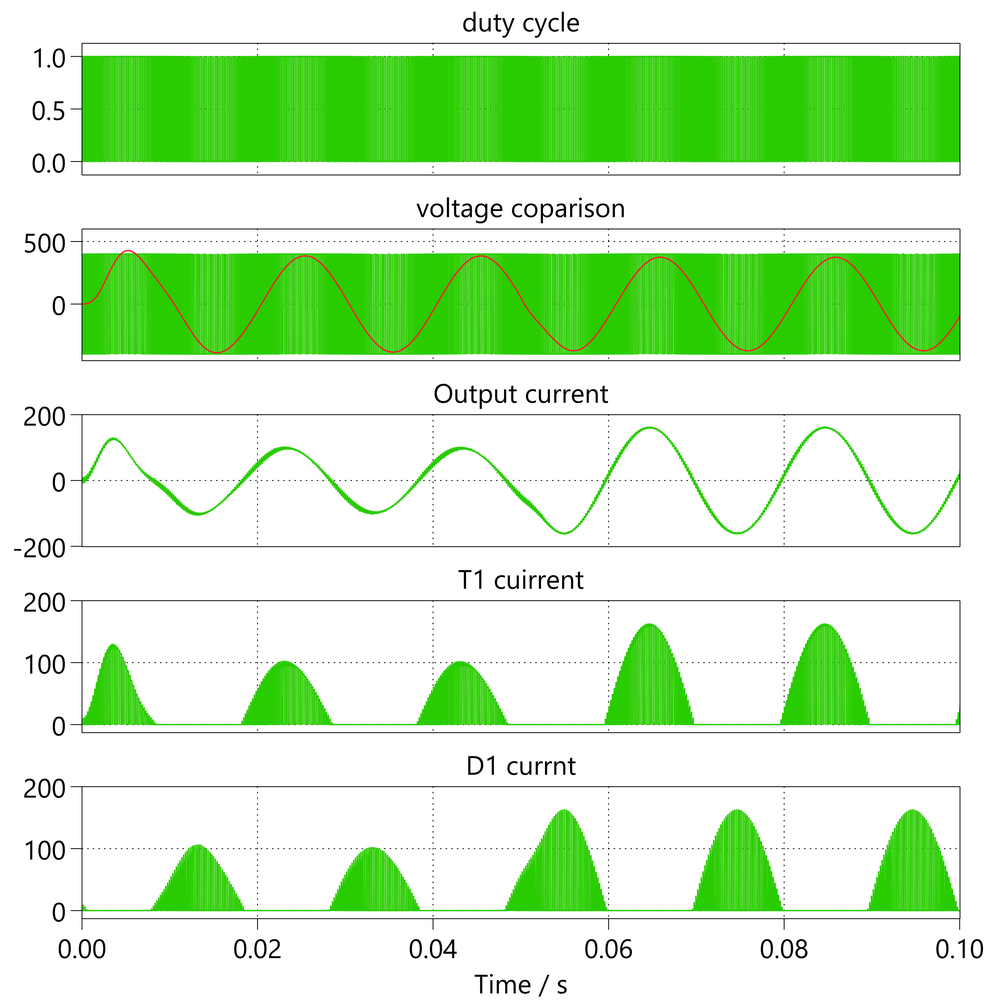 duty cycle
1.0
0.5
0.0
voltage coparison
500
0
Output current
200
0
-200
T1 cuirrent
200
100
0
D1 currnt
200
100
0
0.00 0.02 0.04 0.06 0.08 0.10
Time / s